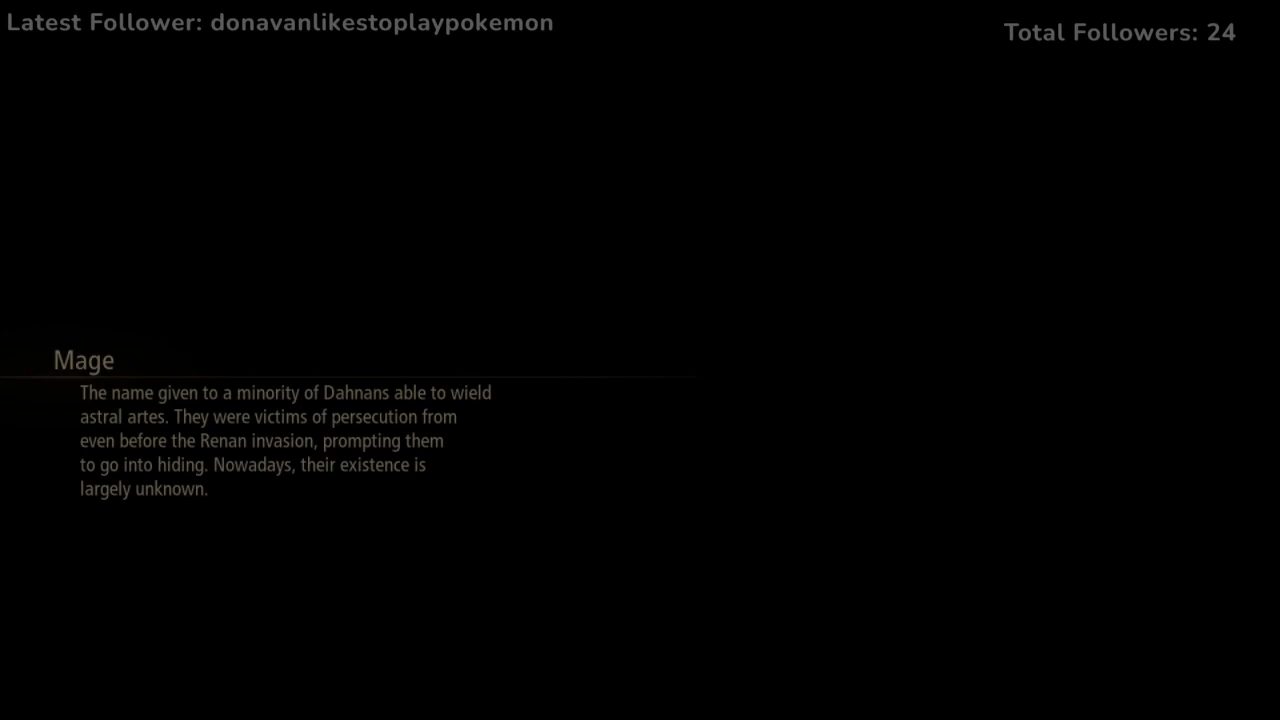 Latest Follower: donavanlikestoplaypokemon
Total Followers: 24
Mage
The name given to a minority of Dahnans able to wield
astral artes. They were victims of persecution from
even before the Renan invasion, prompting them
to go into hiding. Nowadays, their existence is
largely unknown.